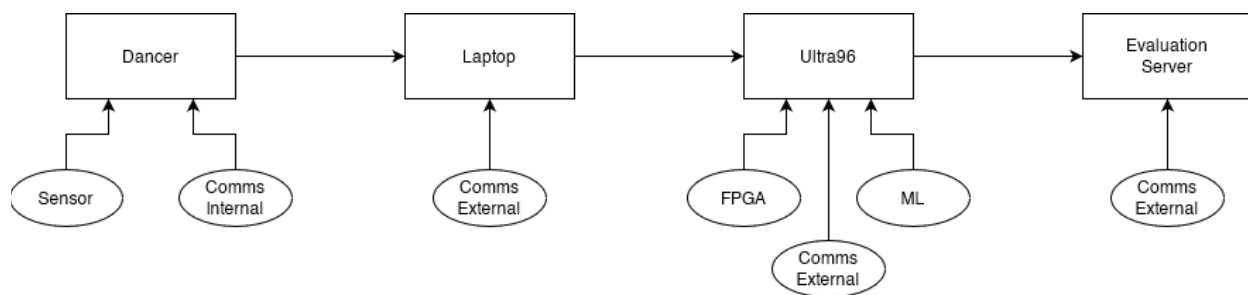 Dancer
Laptop
Ultra96
Evaluation
Server
Sensor
Comms
Internal
Comms
External
FPGA
Comms
External
ML
Comms
External